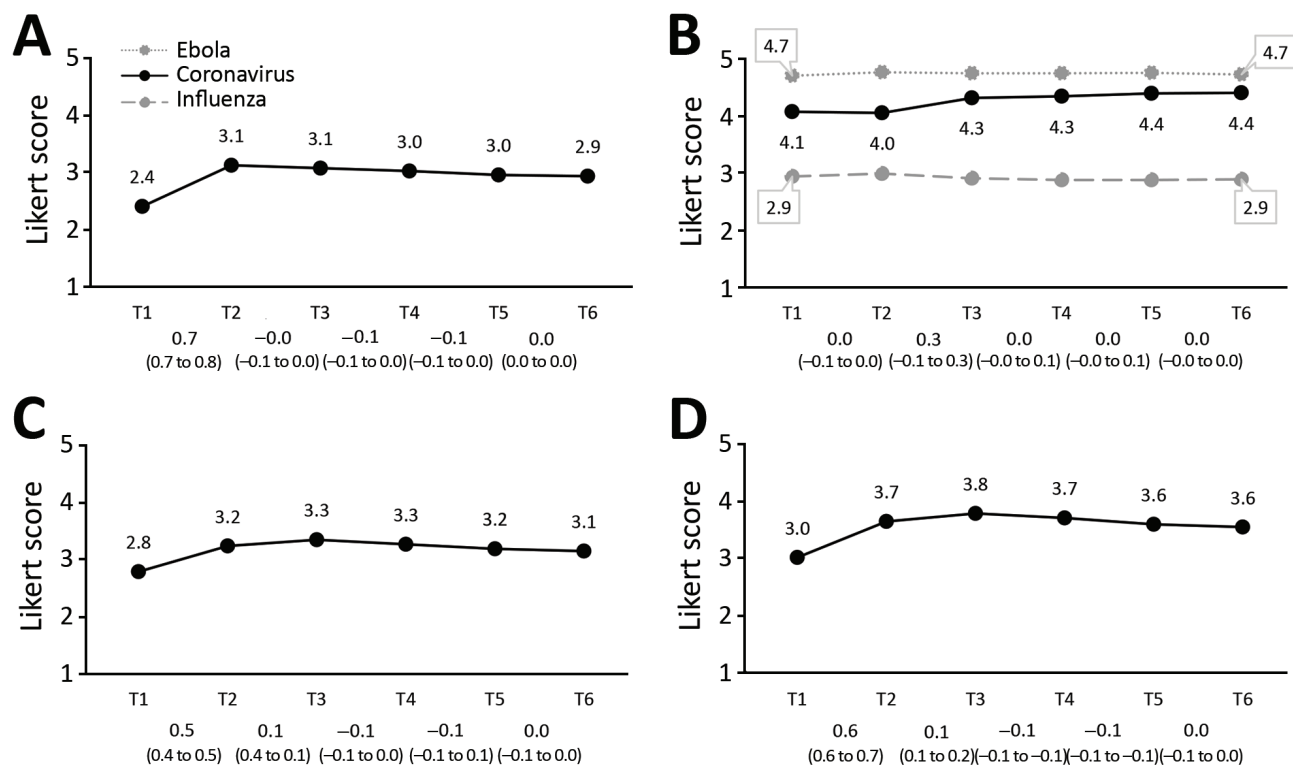 A
Ebola
Coronavirus
Influenza
Likert score
5
4
3
2
1
2.4
3.1
3.1
3.0
3.0
2.9
T1 T2 T3 T4 T5 T6
0.7 –0.0 –0.1 –0.1 0.0
(0.7 to 0.8) (–0.1 to 0.0) (–0.1 to 0.0) (–0.1 to 0.0) (0.0 to 0.0)
B
Likert score
5
4
3
2
1
4.7
4.7
4.1
4.0
4.3
4.3
4.4
4.4
2.9
2.9
T1 T2 T3 T4 T5 T6
0.0 0.3 0.0 0.0 0.0
(–0.1 to 0.0) (–0.1 to 0.3) (–0.0 to 0.1) (–0.0 to 0.1) (–0.0 to 0.0)
C
Likert score
5
4
3
2
1
2.8
3.2
3.3
3.3
3.2
3.1
T1 T2 T3 T4 T5 T6
0.5 0.1 –0.1 –0.1 0.0
(0.4 to 0.5) (0.4 to 0.1) (–0.1 to 0.0) (–0.1 to 0.1) (–0.1 to 0.0)
D
Likert score
5
4
3
2
1
3.0
3.7
3.8
3.7
3.6
3.6
T1 T2 T3 T4 T5 T6
0.6 0.1 –0.1 –0.1 0.0
(0.6 to 0.7) (0.1 to 0.2) (–0.1 to –0.1) (–0.1 to –0.1) (–0.1 to 0.0)